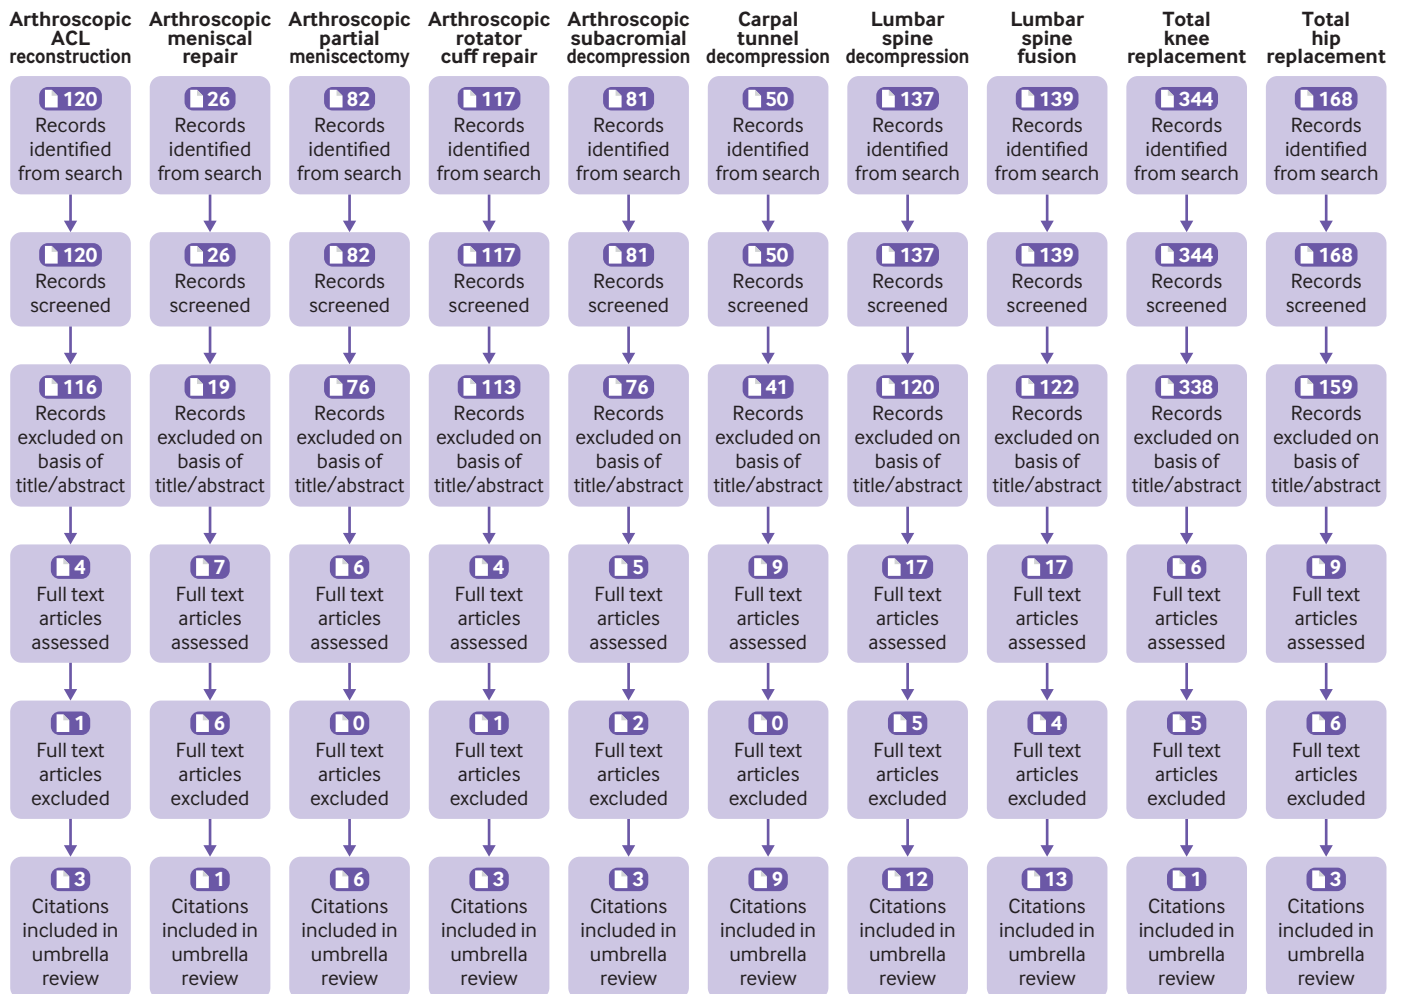 Arthroscopic
ACL
reconstruction
120
Records
identified
from search
120
Records
screened
116
Records
excluded on
basis of
title/abstract
4
Full text
articles
assessed
1
Full text
articles
excluded
3
Citations
included in
umbrella
review
Arthroscopic
meniscal
repair
26
Records
identified
from search
26
Records
screened
19
Records
excluded on
basis of
title/abstract
7
Full text
articles
assessed
6
Full text
articles
excluded
1
Citations
included in
umbrella
review
Arthroscopic
partial
meniscectomy
82
Records
identified
from search
82
Records
screened
76
Records
excluded on
basis of
title/abstract
6
Full text
articles
assessed
0
Full text
articles
excluded
6
Citations
included in
umbrella
review
Arthroscopic
rotator
cuff repair
117
Records
identified
from search
117
Records
screened
113
Records
excluded on
basis of
title/abstract
4
Full text
articles
assessed
1
Full text
articles
excluded
3
Citations
included in
umbrella
review
Arthroscopic
subacromial
decompression
81
Records
identified
from search
81
Records
screened
76
Records
excluded on
basis of
title/abstract
5
Full text
articles
assessed
2
Full text
articles
excluded
3
Citations
included in
umbrella
review
Carpal
tunnel
decompression
50
Records
identified
from search
50
Records
screened
41
Records
excluded on
basis of
title/abstract
9
Full text
articles
assessed
0
Full text
articles
excluded
9
Citations
included in
umbrella
review
Lumbar
spine
decompression
137
Records
identified
from search
137
Records
screened
120
Records
excluded on
basis of
title/abstract
17
Full text
articles
assessed
5
Full text
articles
excluded
12
Citations
included in
umbrella
review
Lumbar
spine
fusion
139
Records
identified
from search
139
Records
screened
122
Records
excluded on
basis of
title/abstract
17
Full text
articles
assessed
4
Full text
articles
excluded
13
Citations
included in
umbrella
review
Total
knee
replacement
344
Records
identified
from search
344
Records
screened
338
Records
excluded on
basis of
title/abstract
6
Full text
articles
assessed
5
Full text
articles
excluded
1
Citations
included in
umbrella
review
Total
hip
replacement
168
Records
identified
from search
168
Records
screened
159
Records
excluded on
basis of
title/abstract
9
Full text
articles
assessed
6
Full text
articles
excluded
3
Citations
included in
umbrella
review